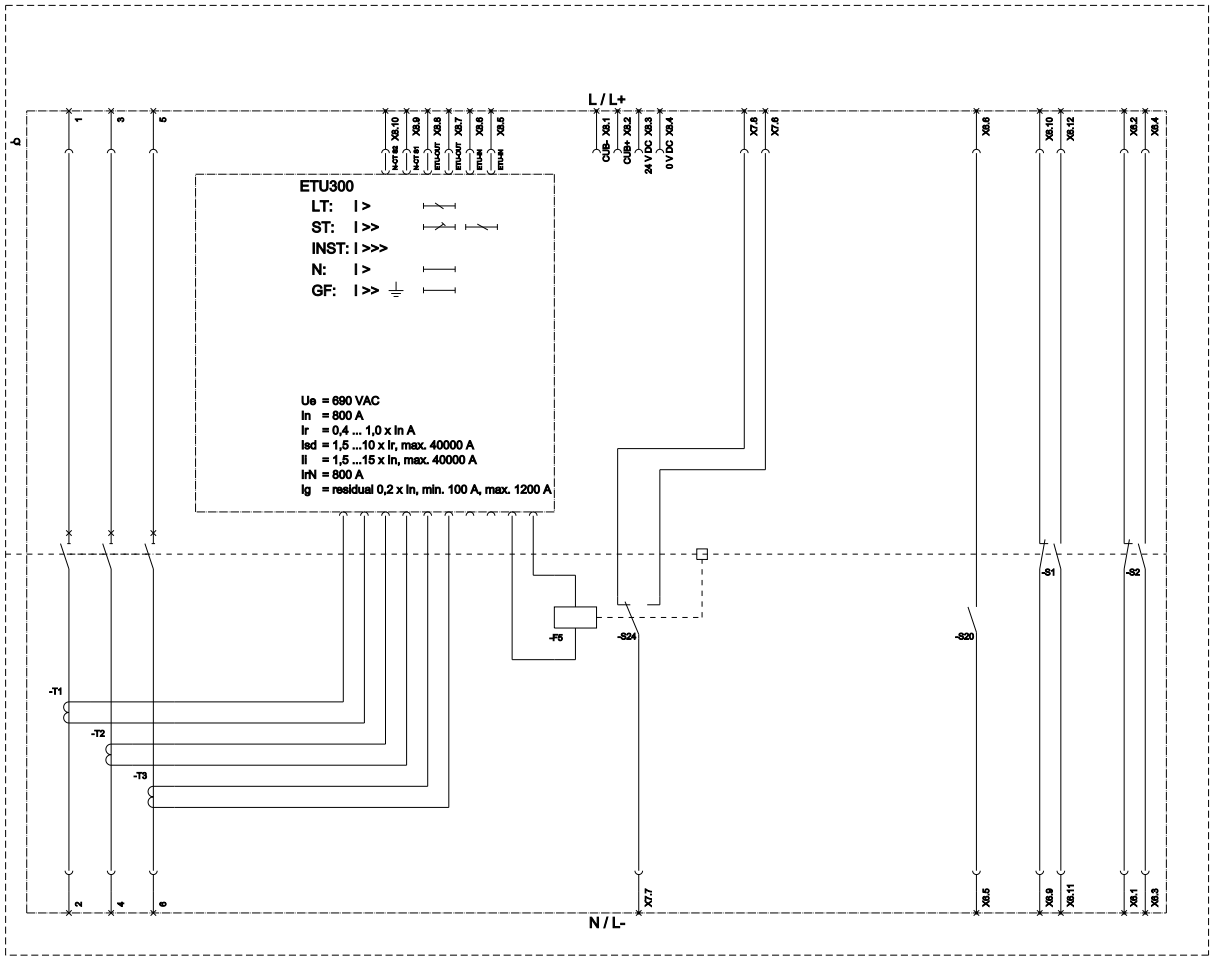 L / L+
b
1
3
5
X8.10
X8.9
X8.8
X8.7
X8.6
X8.5
N-CT S2
N-CT S1
ETU-OUT
ETU-OUT
ETU-IN
ETU-IN
X8.1
X8.2
X8.3
X8.4
CUB-
CUB+
24 V DC
0 V DC
X7.8
X7.6
X8.6
X8.10
X8.12
X8.2
X8.4
ETU300
LT: I >
ST: I >>
INST: I >>>
N: I >
GF: I >>
Ue = 690 VAC
In = 800 A
Ir = 0,4 ... 1,0 x In A
Isd = 1,5 ...10 x Ir, max. 40000 A
Ii = 1,5 ...15 x In, max. 40000 A
IrN = 800 A
Ig = residual 0,2 x In, min. 100 A, max. 1200 A
-S1
-S2
-F5
-S24
-S20
-T1
-T2
-T3
2
4
6
X7.7
X8.5
X8.9
X8.11
X8.1
X8.3
N / L-